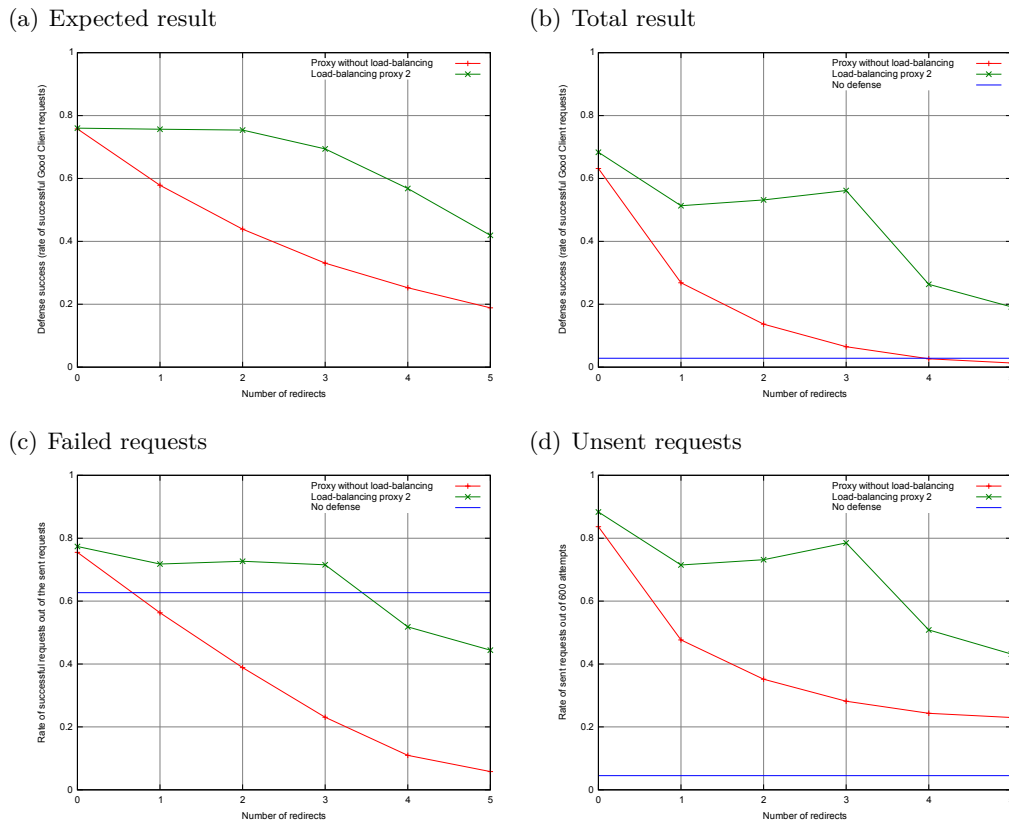 (a) Expected result
1
0.8
0.6
0.4
0.2
0
0
1
2
3
4
5
Defense success (rate of successful Good Client requests)
Number of redirects
Proxy without load-balancing
Load-balancing proxy 2
(b) Total result
1
0.8
0.6
0.4
0.2
0
0
1
2
3
4
Defense success (rate of successful Good Client requests)
Number of redirects
Proxy without load-balancing
Load-balancing proxy 2
No defense
(c) Failed requests
1
0.8
0.6
0.4
0.2
0
0
1
2
3
4
5
Rate of successful requests out of the sent requests
Number of redirects
Proxy without load-balancing
Load-balancing proxy 2
No defense
(d) Unsent requests
1
0.8
0.6
0.4
0.2
0
0
1
2
3
4
Rate of sent requests out of 600 attempts
Number of redirects
Proxy without load-balancing
Load-balancing proxy 2
No defense